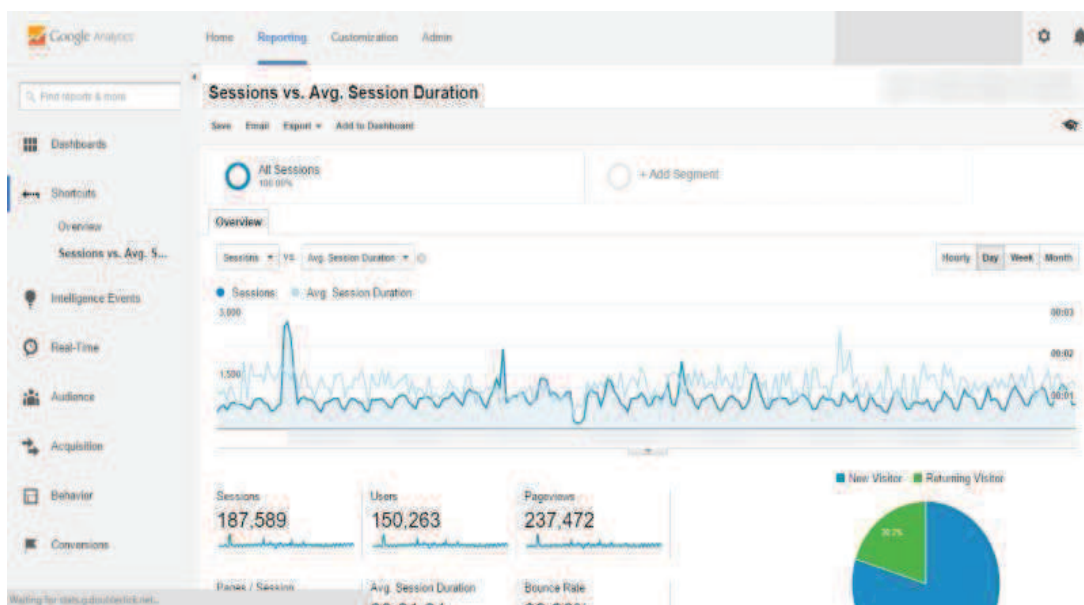 Google Analytics
Home Reporting Customization Admin
Find reports & more
Sessions vs. Avg. Session Duration
Save Email Export Add to Dashboard
Dashboards
All Sessions
100.00%
+ Add Segment
Shortcuts
Overview
Sessions vs. Avg. S...
Overview
Sessions VS. Avg. Session Duration
Hourly Day Week Month
Sessions Avg. Session Duration
3,000 00:03
00:02
1,500
00:01
Intelligence Events
Real-Time
Audience
Acquisition
Behavior
Conversions
New Visitor Returning Visitor
Sessions Users Pageviews
187,589 150,263 237,472
Pages / Session Avg. Session Duration Bounce Rate
Waiting for stats.g.doubleclick.net...